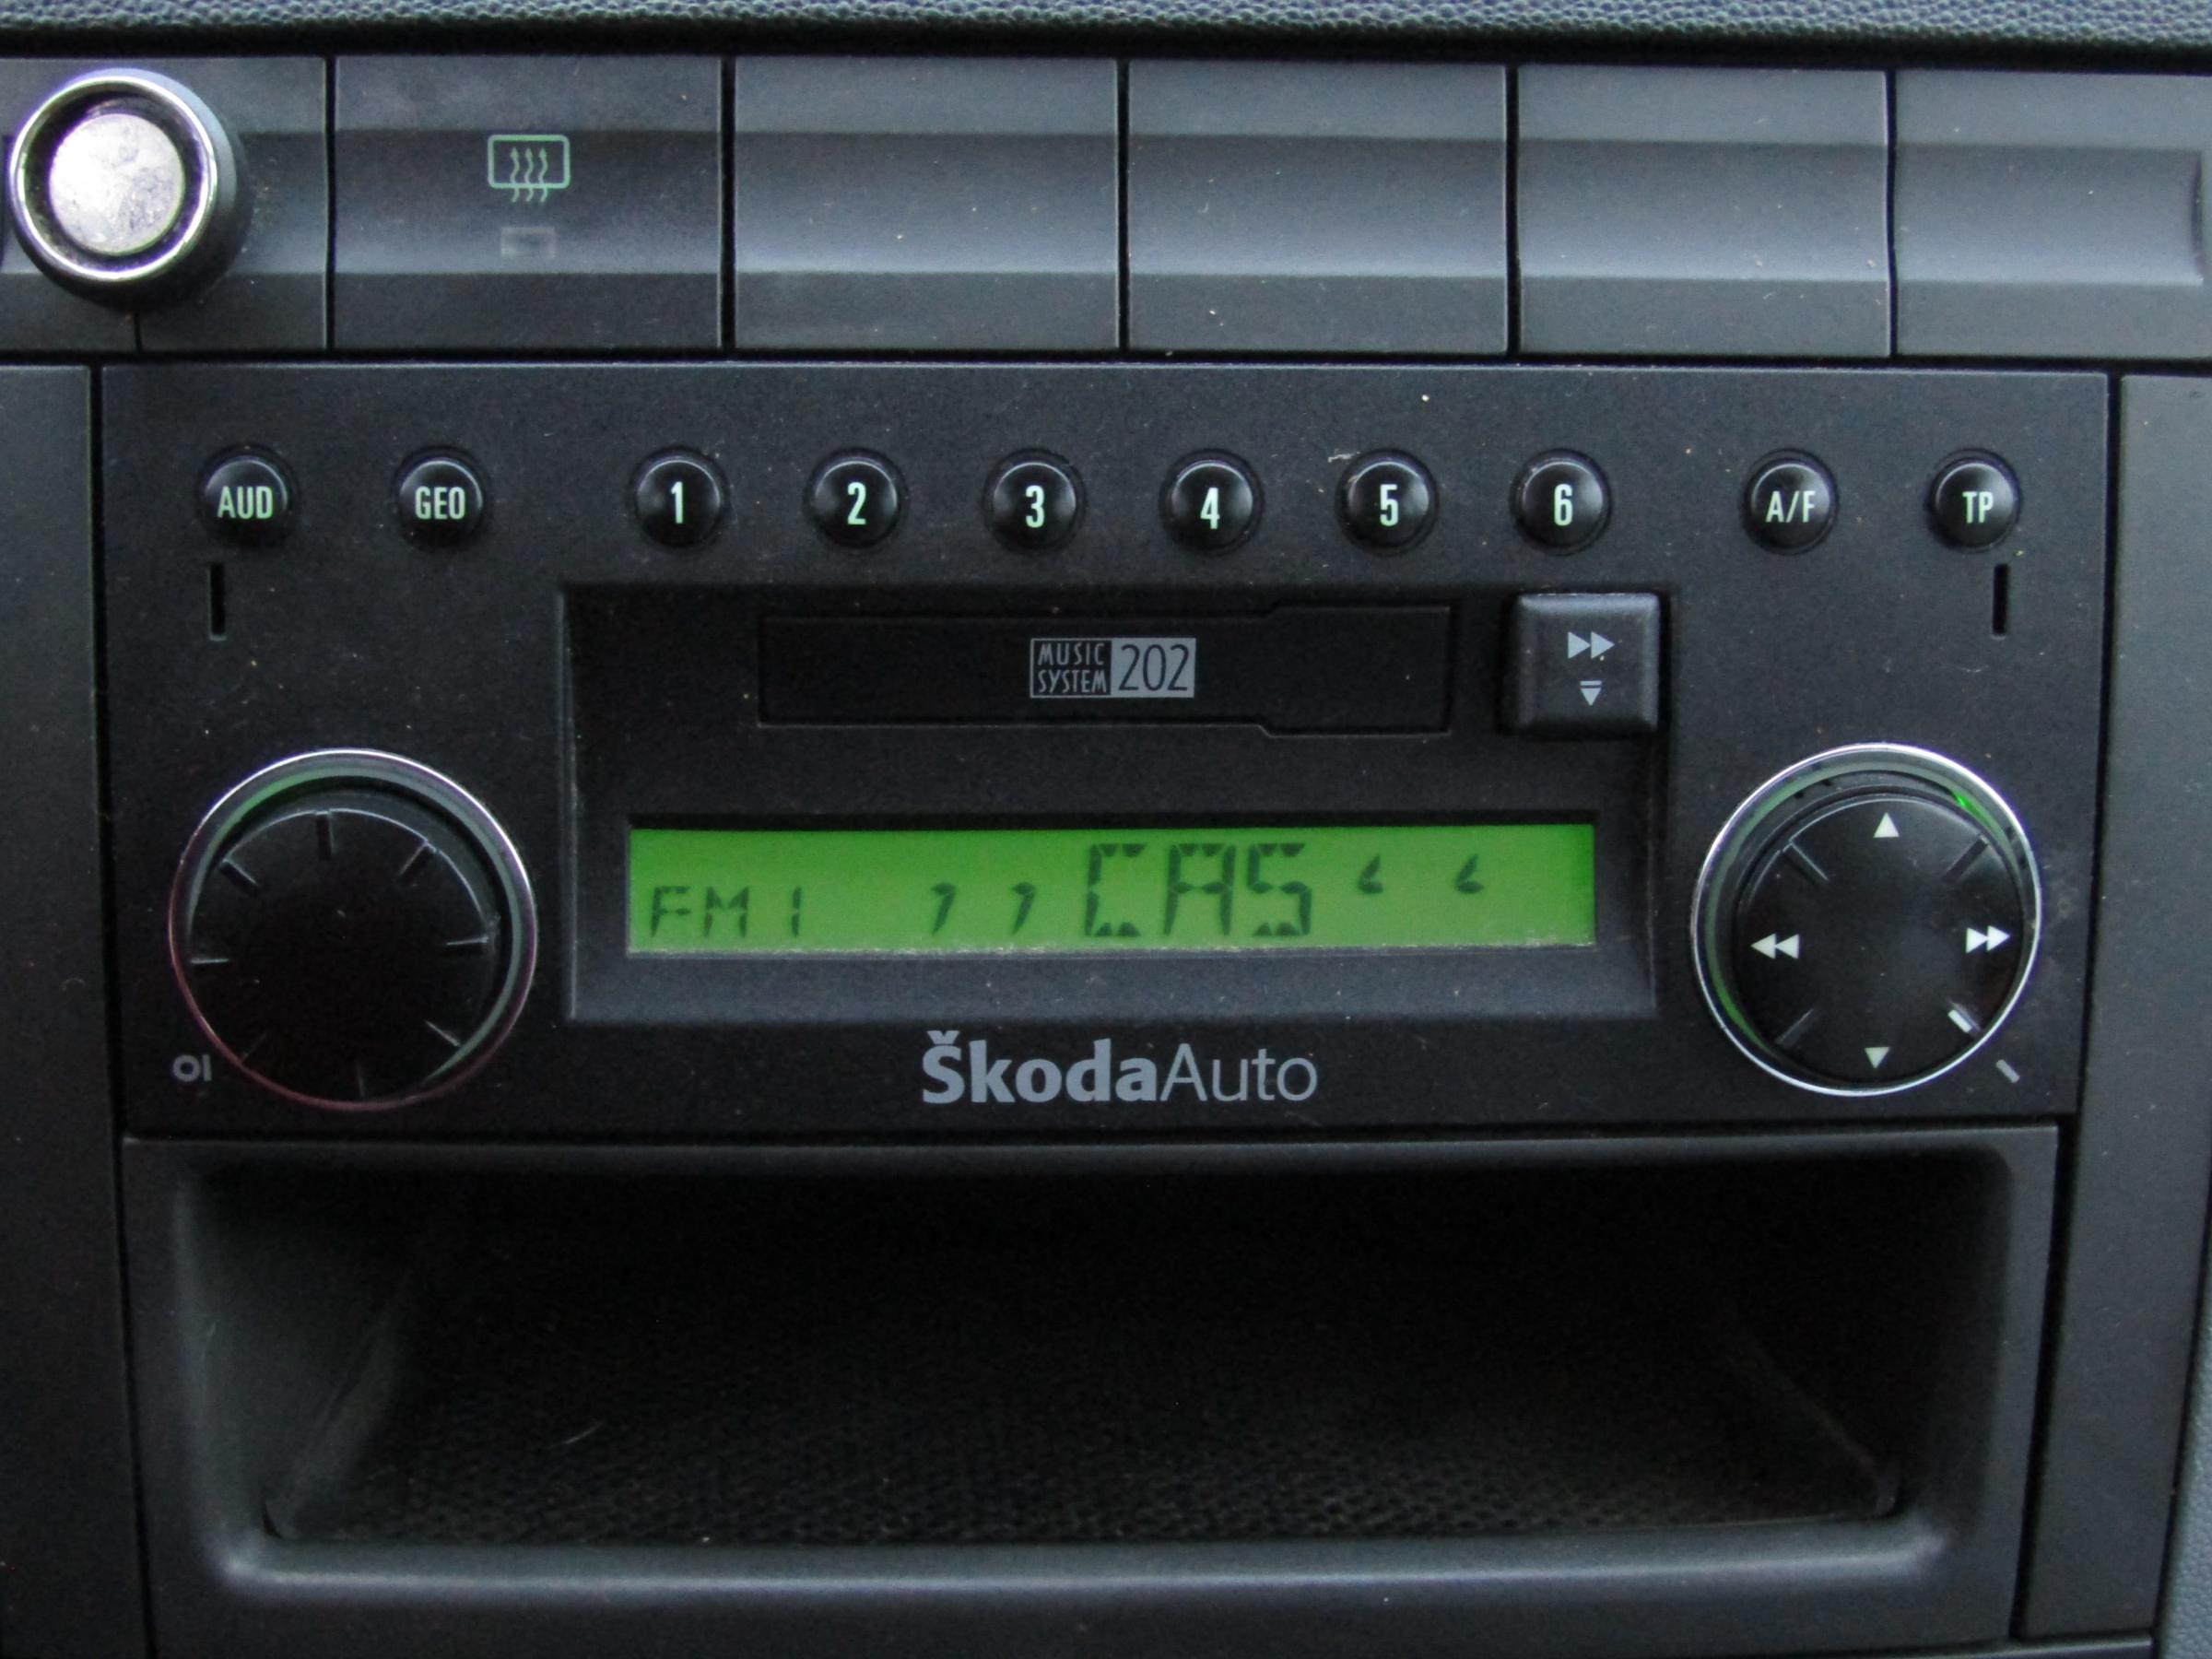 AUD GEO 1 2 3 4 5 6 A/F TP
MUSIC
SYSTEM 202
FM1 ,, CAS ‘ ‘
ŠkodaAuto